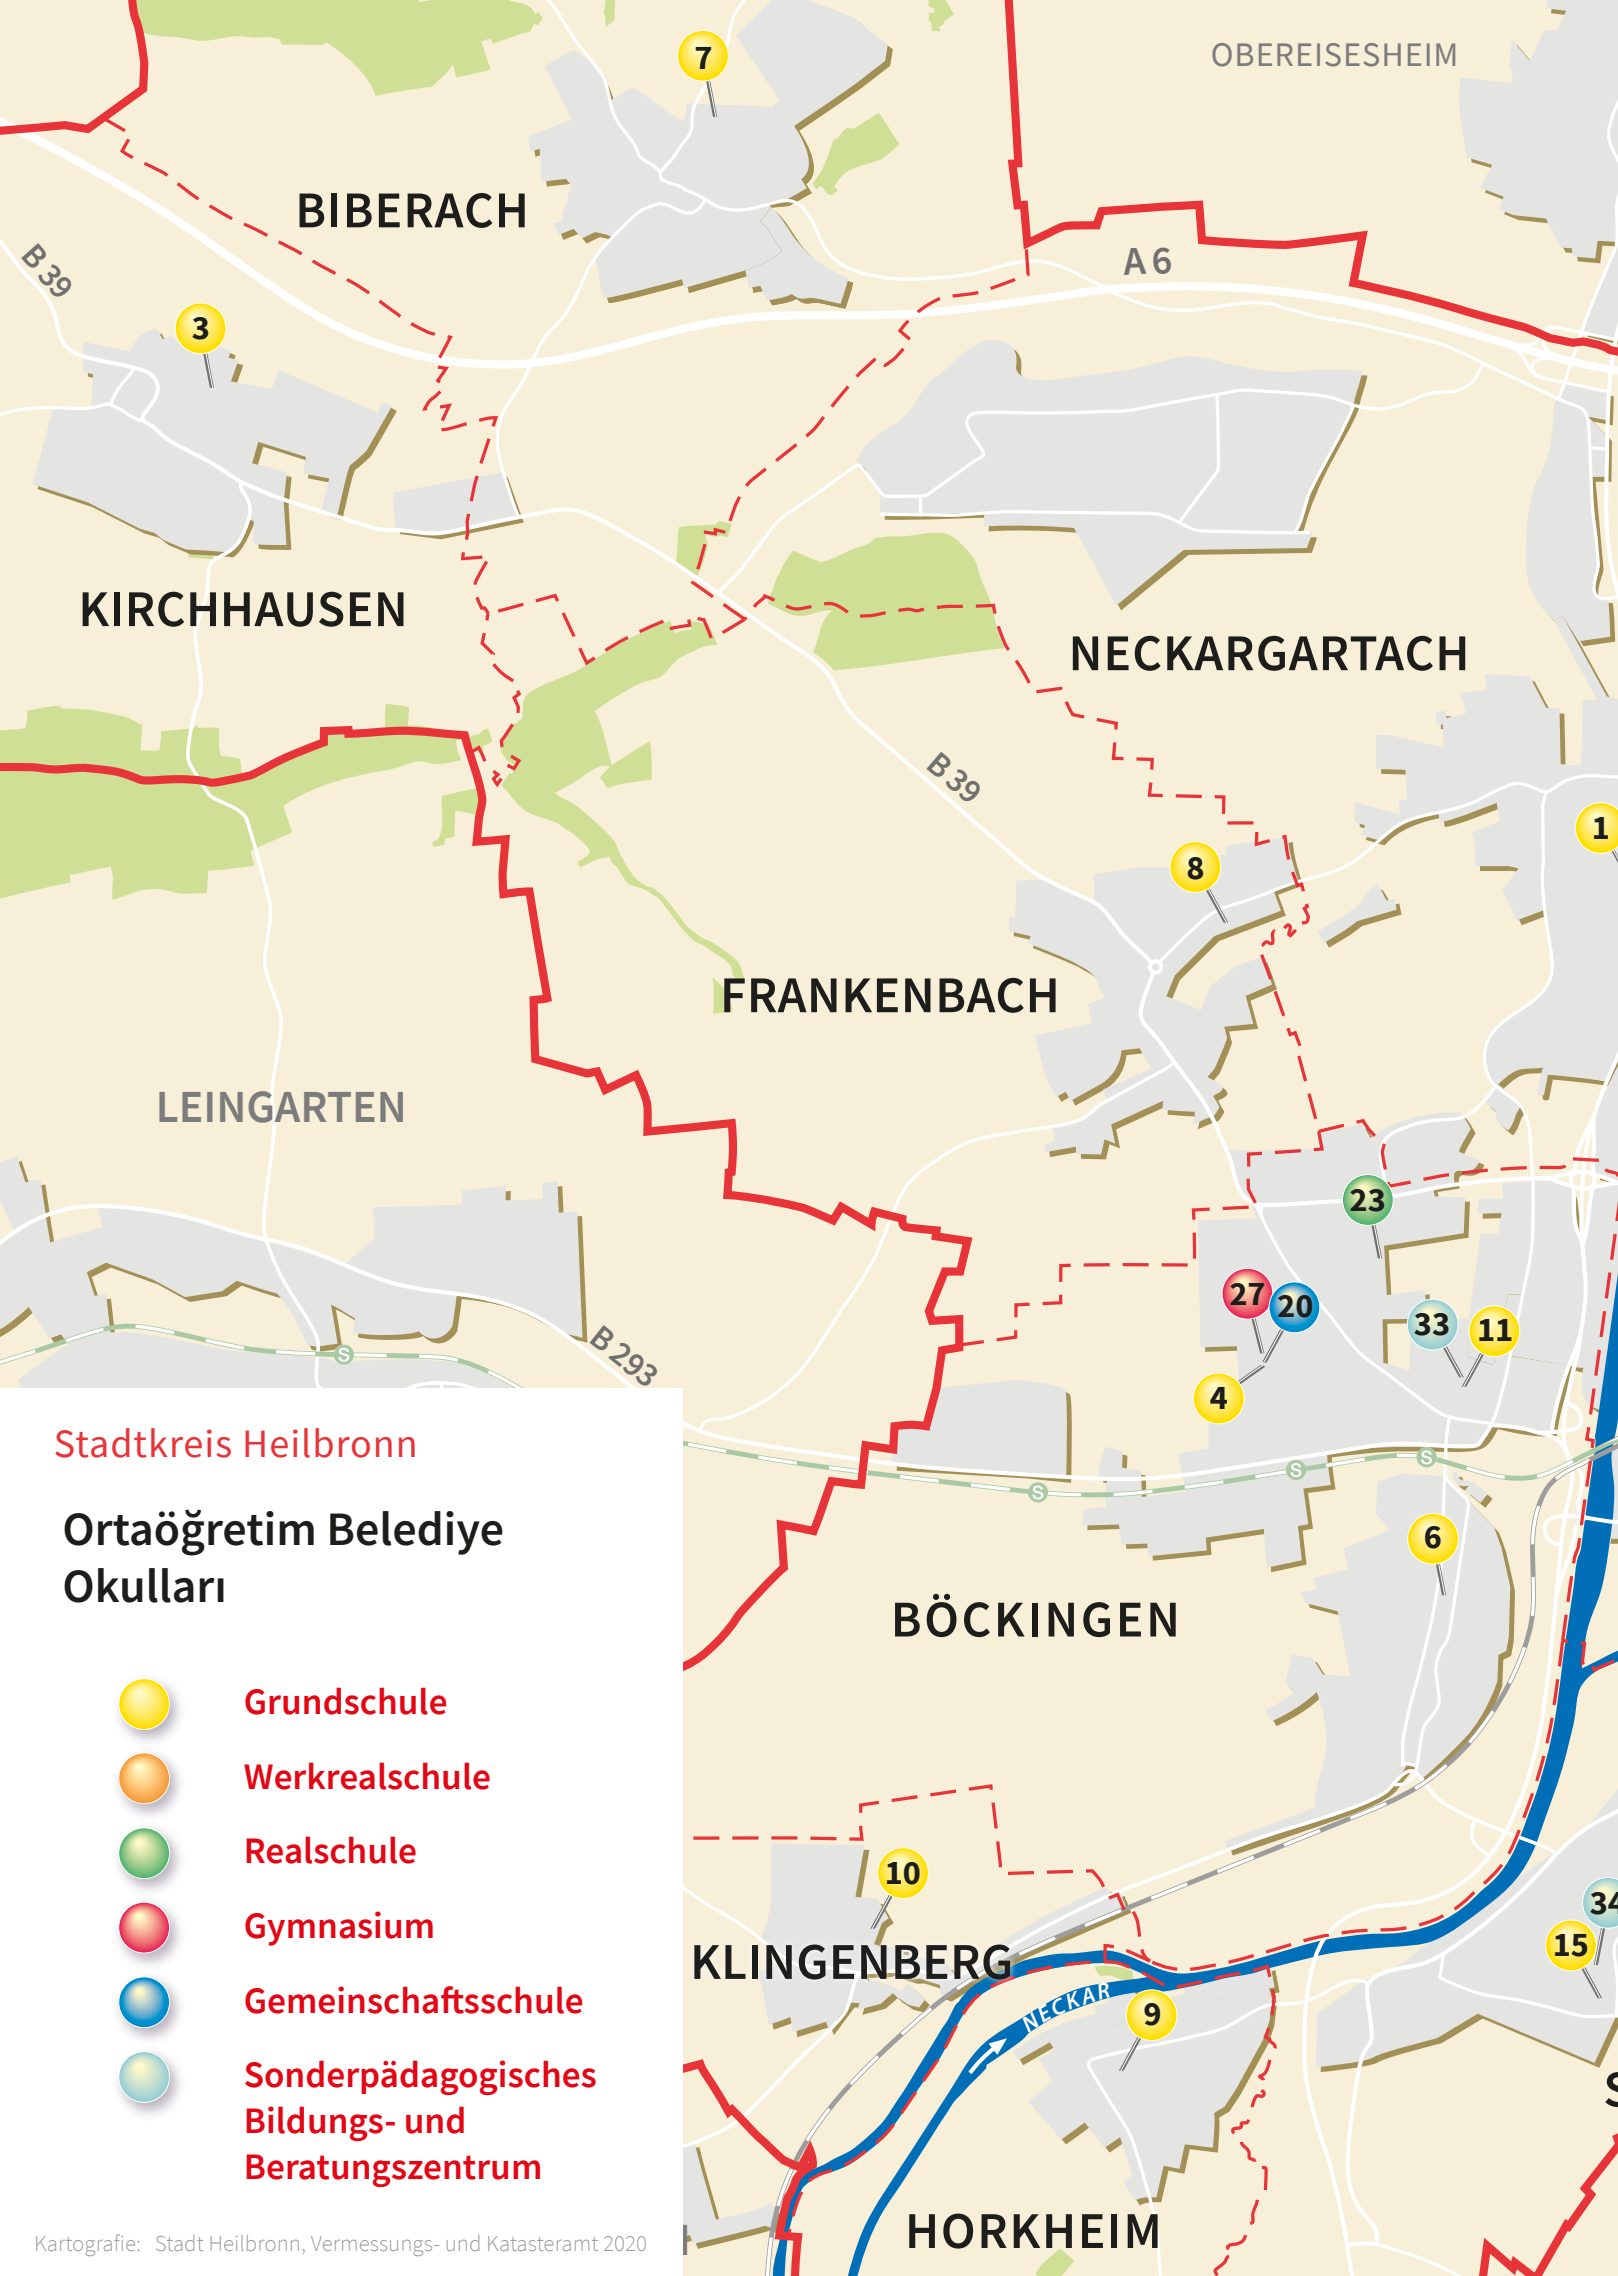 7
OBEREISESHEIM
BIBERACH
B 39
A 6
3
KIRCHHAUSEN
NECKARGARTACH
B 39
1
8
FRANKENBACH
LEINGARTEN
23
27
20
33
11
B 293
4
S
S
S
S
Stadtkreis Heilbronn
Ortaöğretim Belediye
Okulları
6
BÖCKINGEN
Grundschule
Werkrealschule
Realschule
Gymnasium
Gemeinschaftsschule
Sonderpädagogisches
Bildungs- und
Beratungszentrum
10
34
15
KLINGENBERG
NECKAR
9
S
HORKHEIM
Kartografie: Stadt Heilbronn, Vermessungs- und Katasteramt 2020